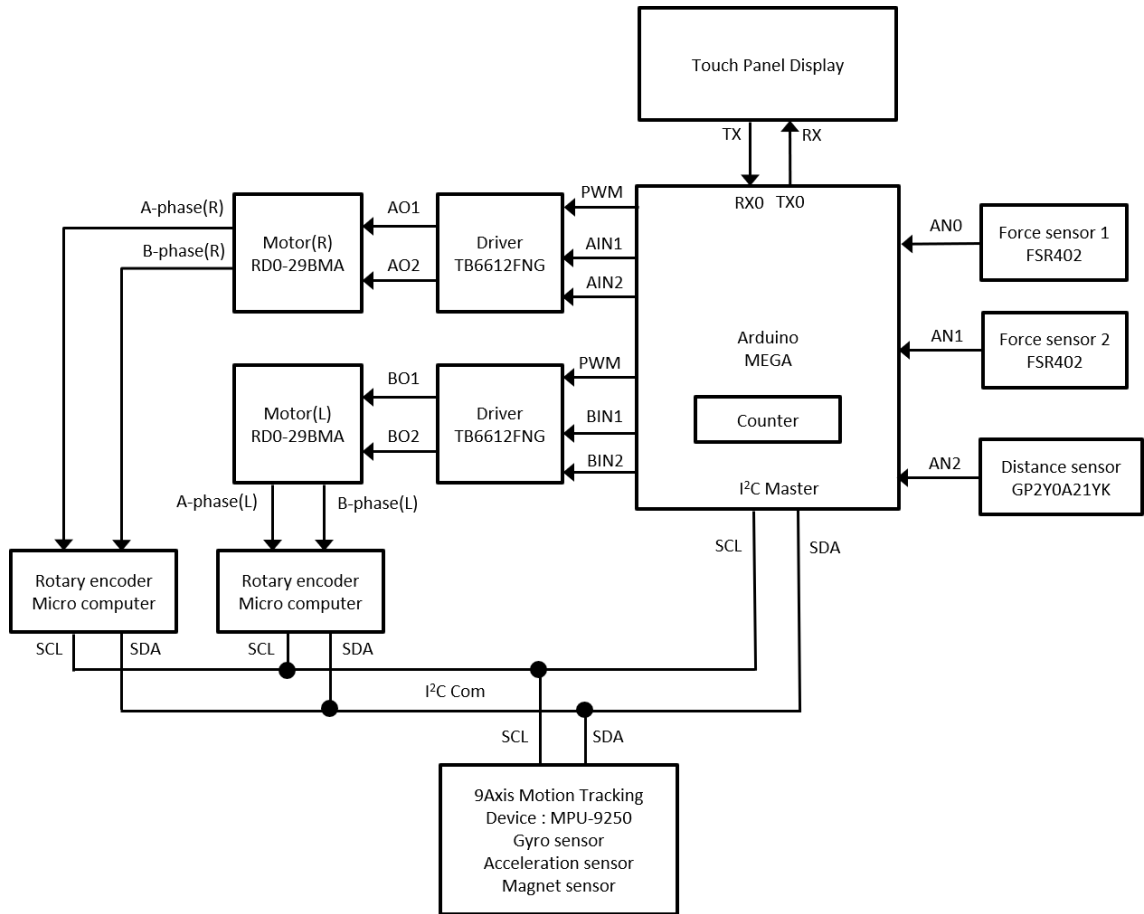 Touch Panel Display
TX
RX
RX0
TX0
PWM
AIN1
AIN2
AO1
AO2
Driver
TB6612FNG
Motor(R)
RD0-29BMA
A-phase(R)
B-phase(R)
Arduino
MEGA
Counter
I²C Master
AN0
Force sensor 1
FSR402
AN1
Force sensor 2
FSR402
AN2
Distance sensor
GP2Y0A21YK
PWM
BIN1
BIN2
BO1
BO2
Driver
TB6612FNG
Motor(L)
RD0-29BMA
A-phase(L)
B-phase(L)
SCL
SDA
Rotary encoder
Micro computer
Rotary encoder
Micro computer
SCL
SDA
SCL
SDA
I²C Com
SCL
SDA
9Axis Motion Tracking
Device : MPU-9250
Gyro sensor
Acceleration sensor
Magnet sensor